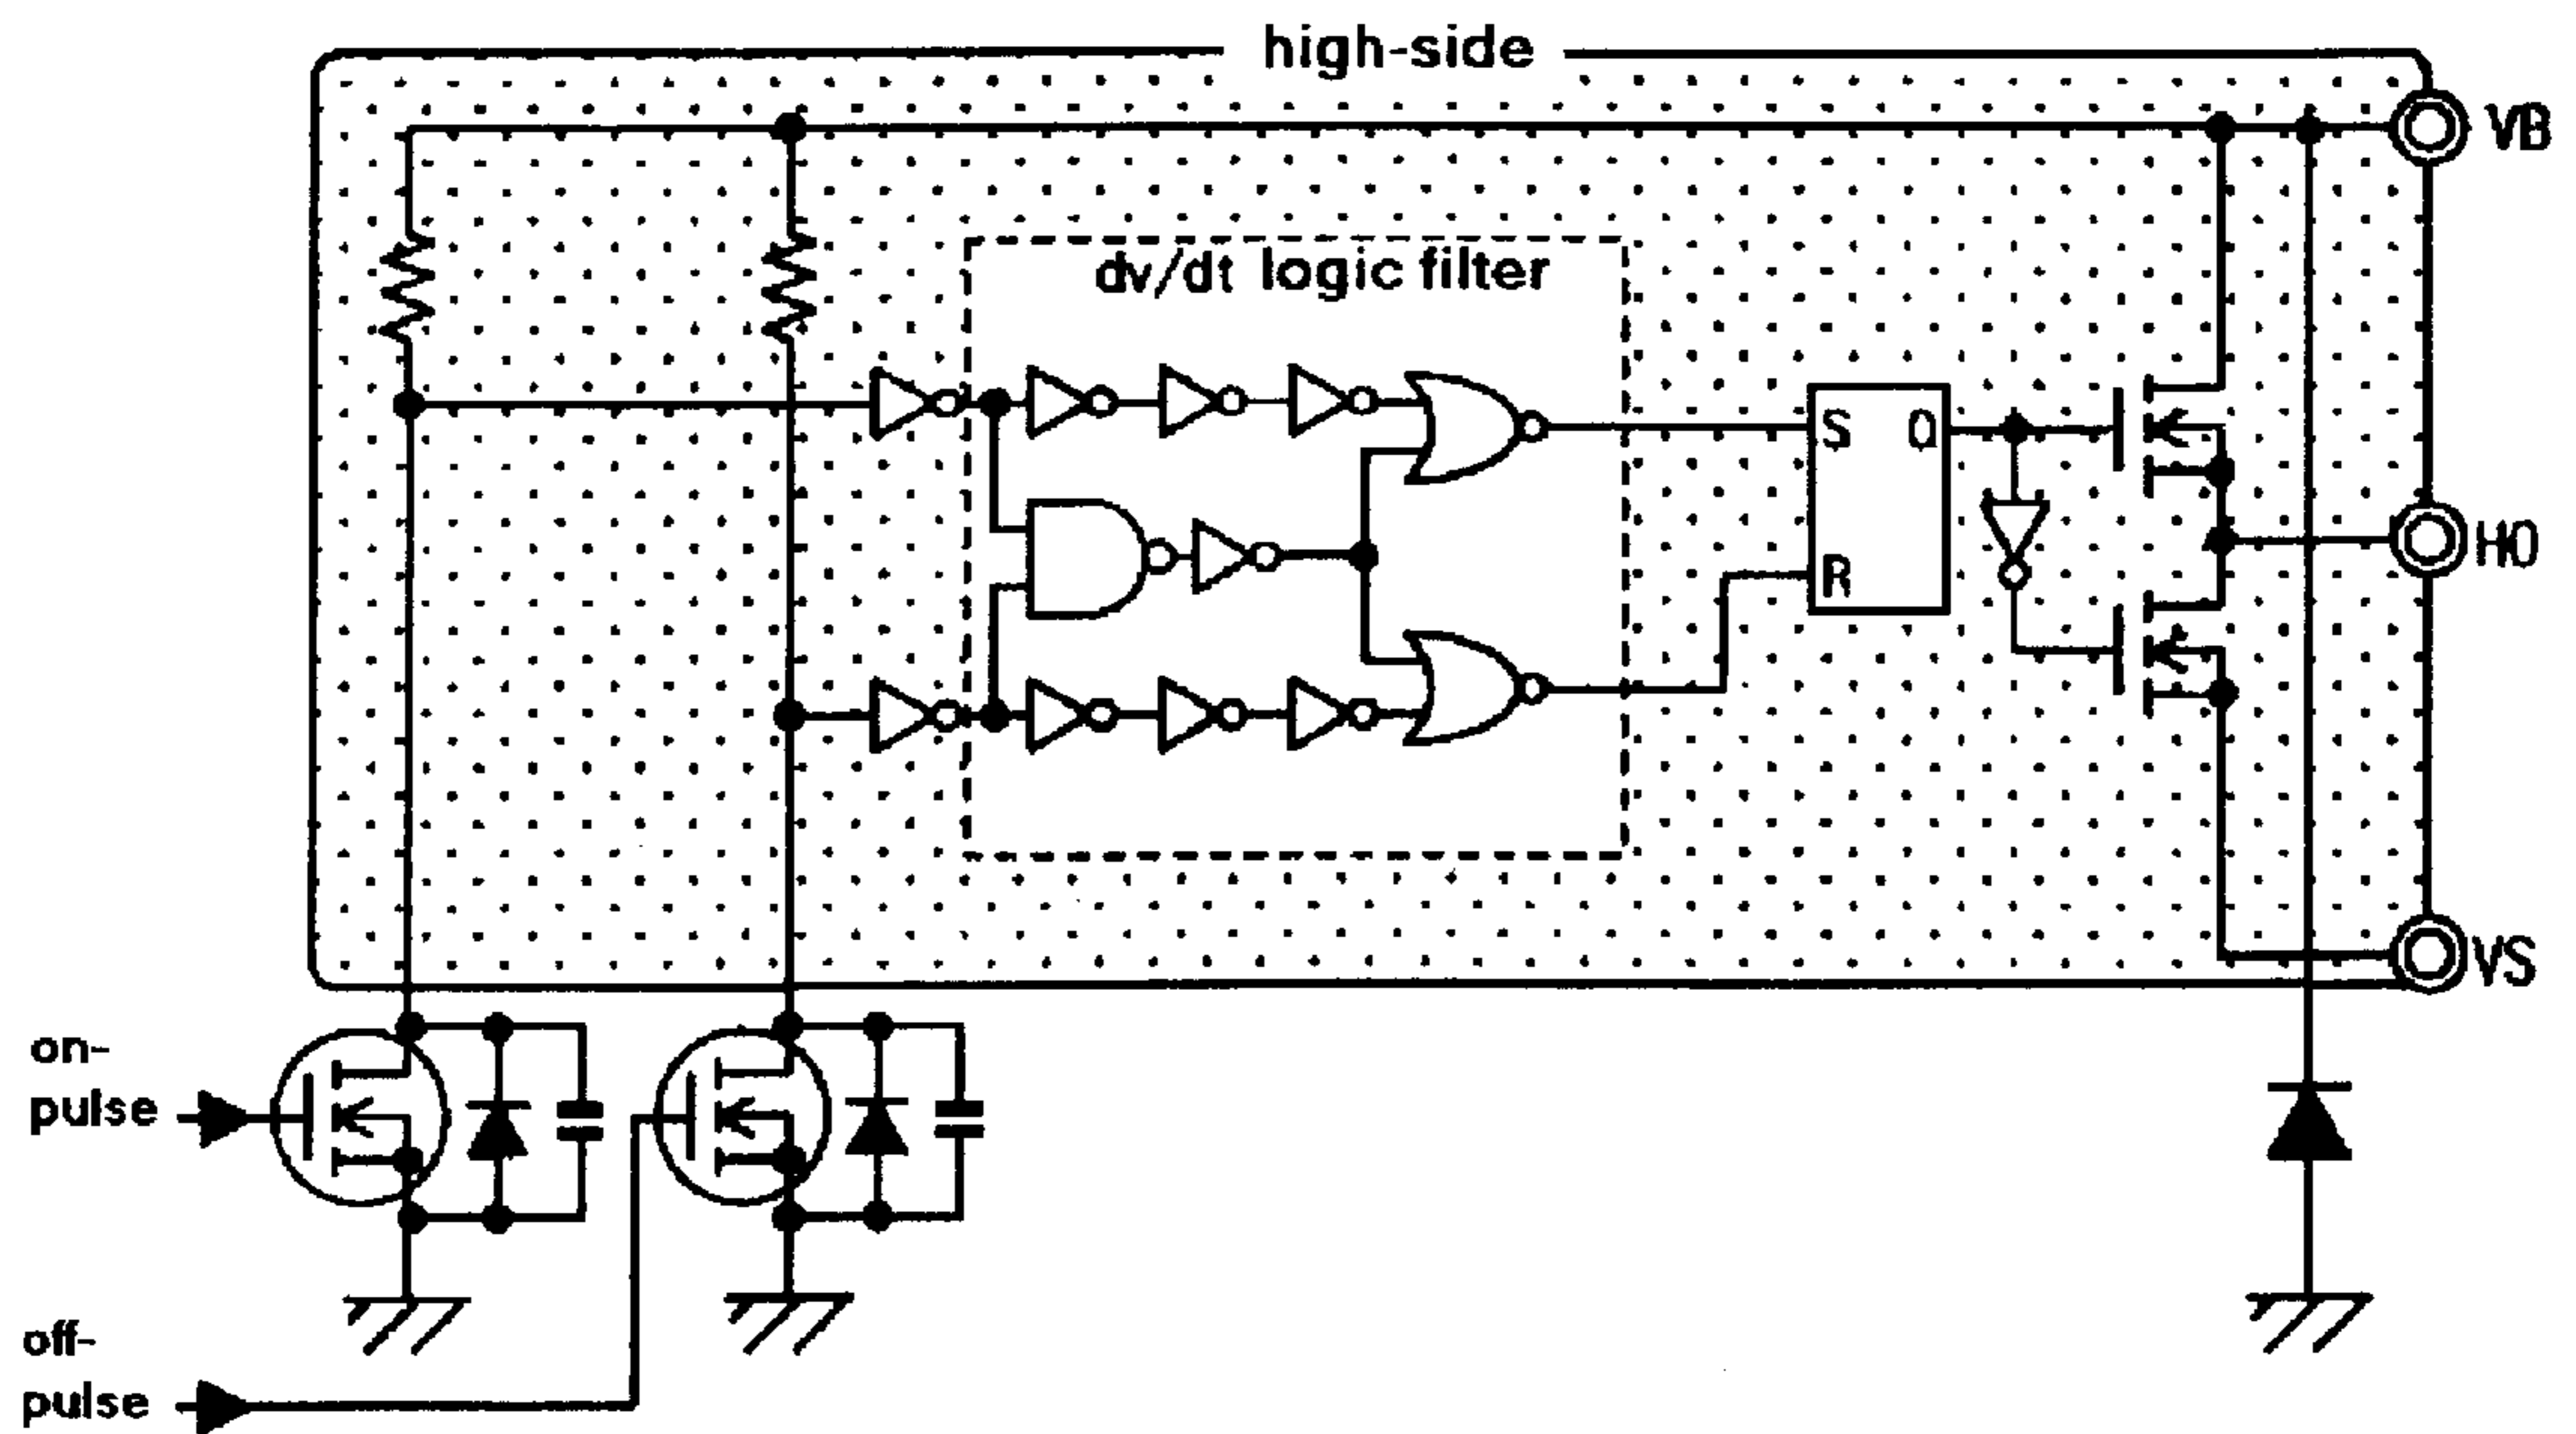 high-side
VB
dv/dt logic filter
S Q
HO
R
VS
on-
pulse
off-
pulse